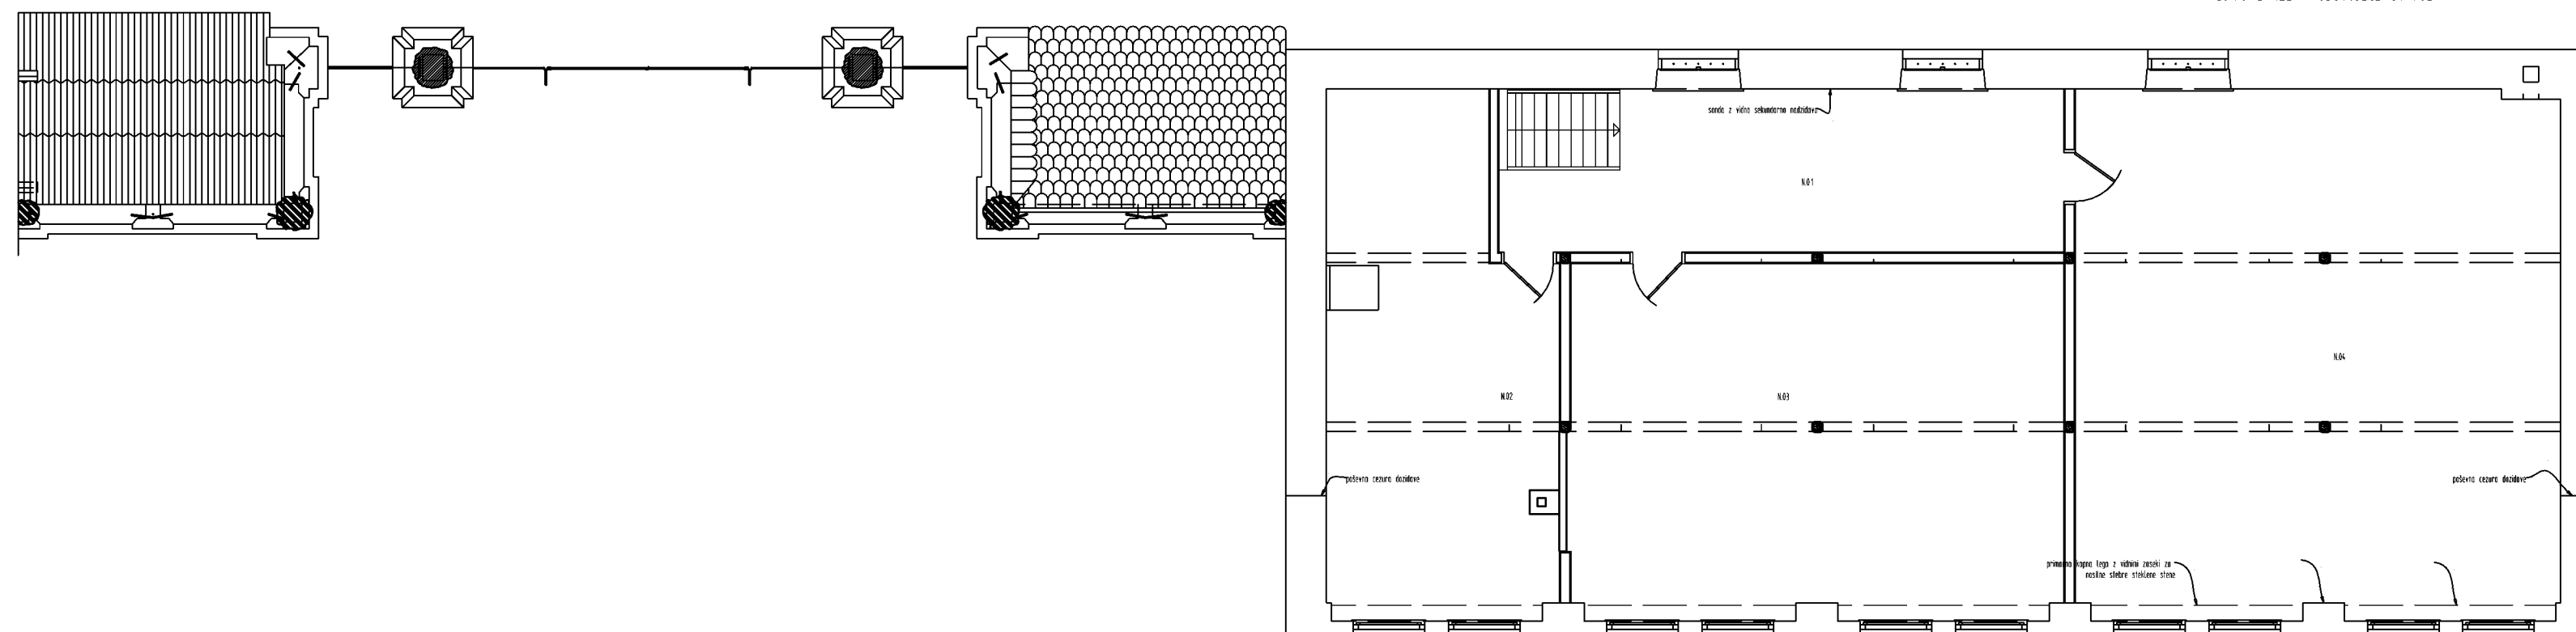 sonda z vidno sekundarno nadzidavo
N.01
N.04
N.02
N.03
poševna cezura dozidave
poševna cezura dozidave
primarna kapna lega z vidnimi zaseki za
nosilne stebre steklene stene